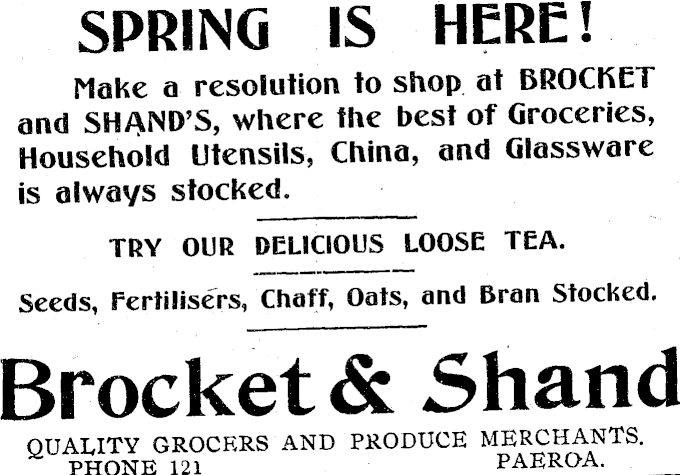 SPRING IS HERE!
Make a resolution to shop at BROCKET
and SHAND'S, where the best of Groceries,
Household Utensils, China, and Glassware
is always stocked.
TRY OUR DELICIOUS LOOSE TEA.
Seeds, Fertilisers, Chaff, Oats, and Bran Stocked.
Brocket & Shand
QUALITY GROCERS AND PRODUCE MERCHANTS.
PHONE 121 PAEROA.